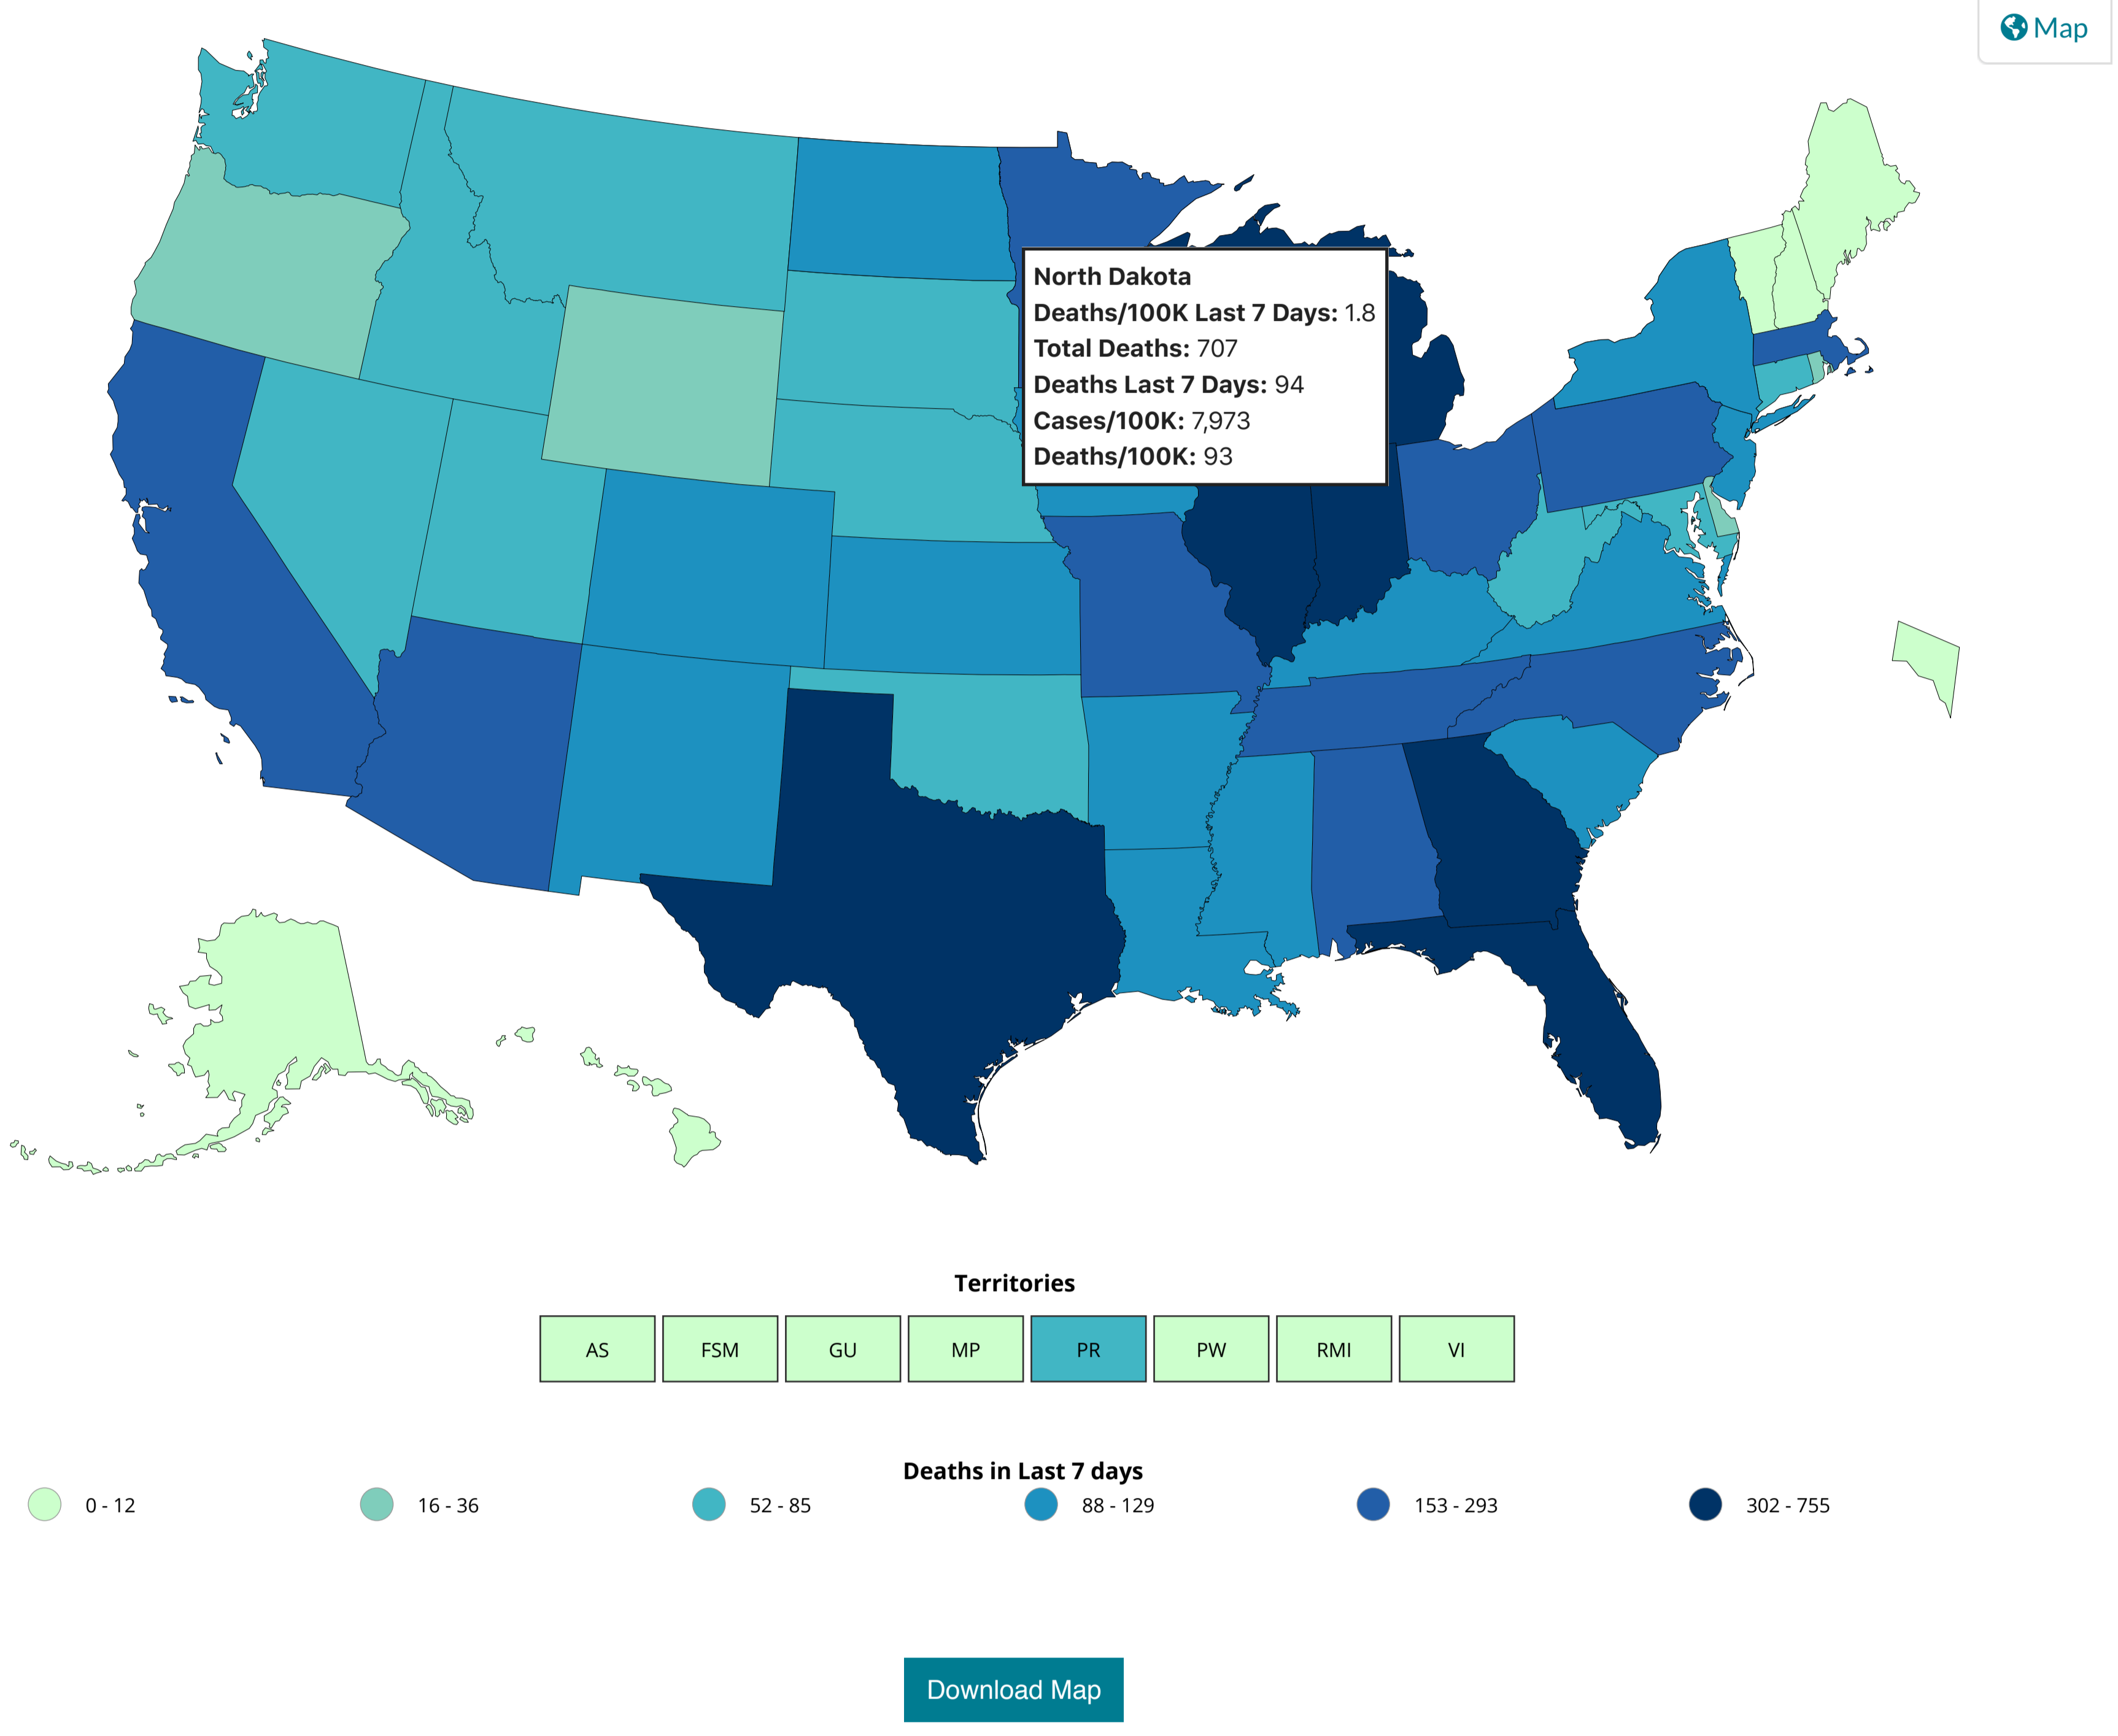 Map
North Dakota
Deaths/100K Last 7 Days: 1.8
Total Deaths: 707
Deaths Last 7 Days: 94
Cases/100K: 7,973
Deaths/100K: 93
Territories
AS FSM GU MP PR PW RMI VI
Deaths in Last 7 days
0 - 12 16 - 36 52 - 85 88 - 129 153 - 293 302 - 755
Download Map